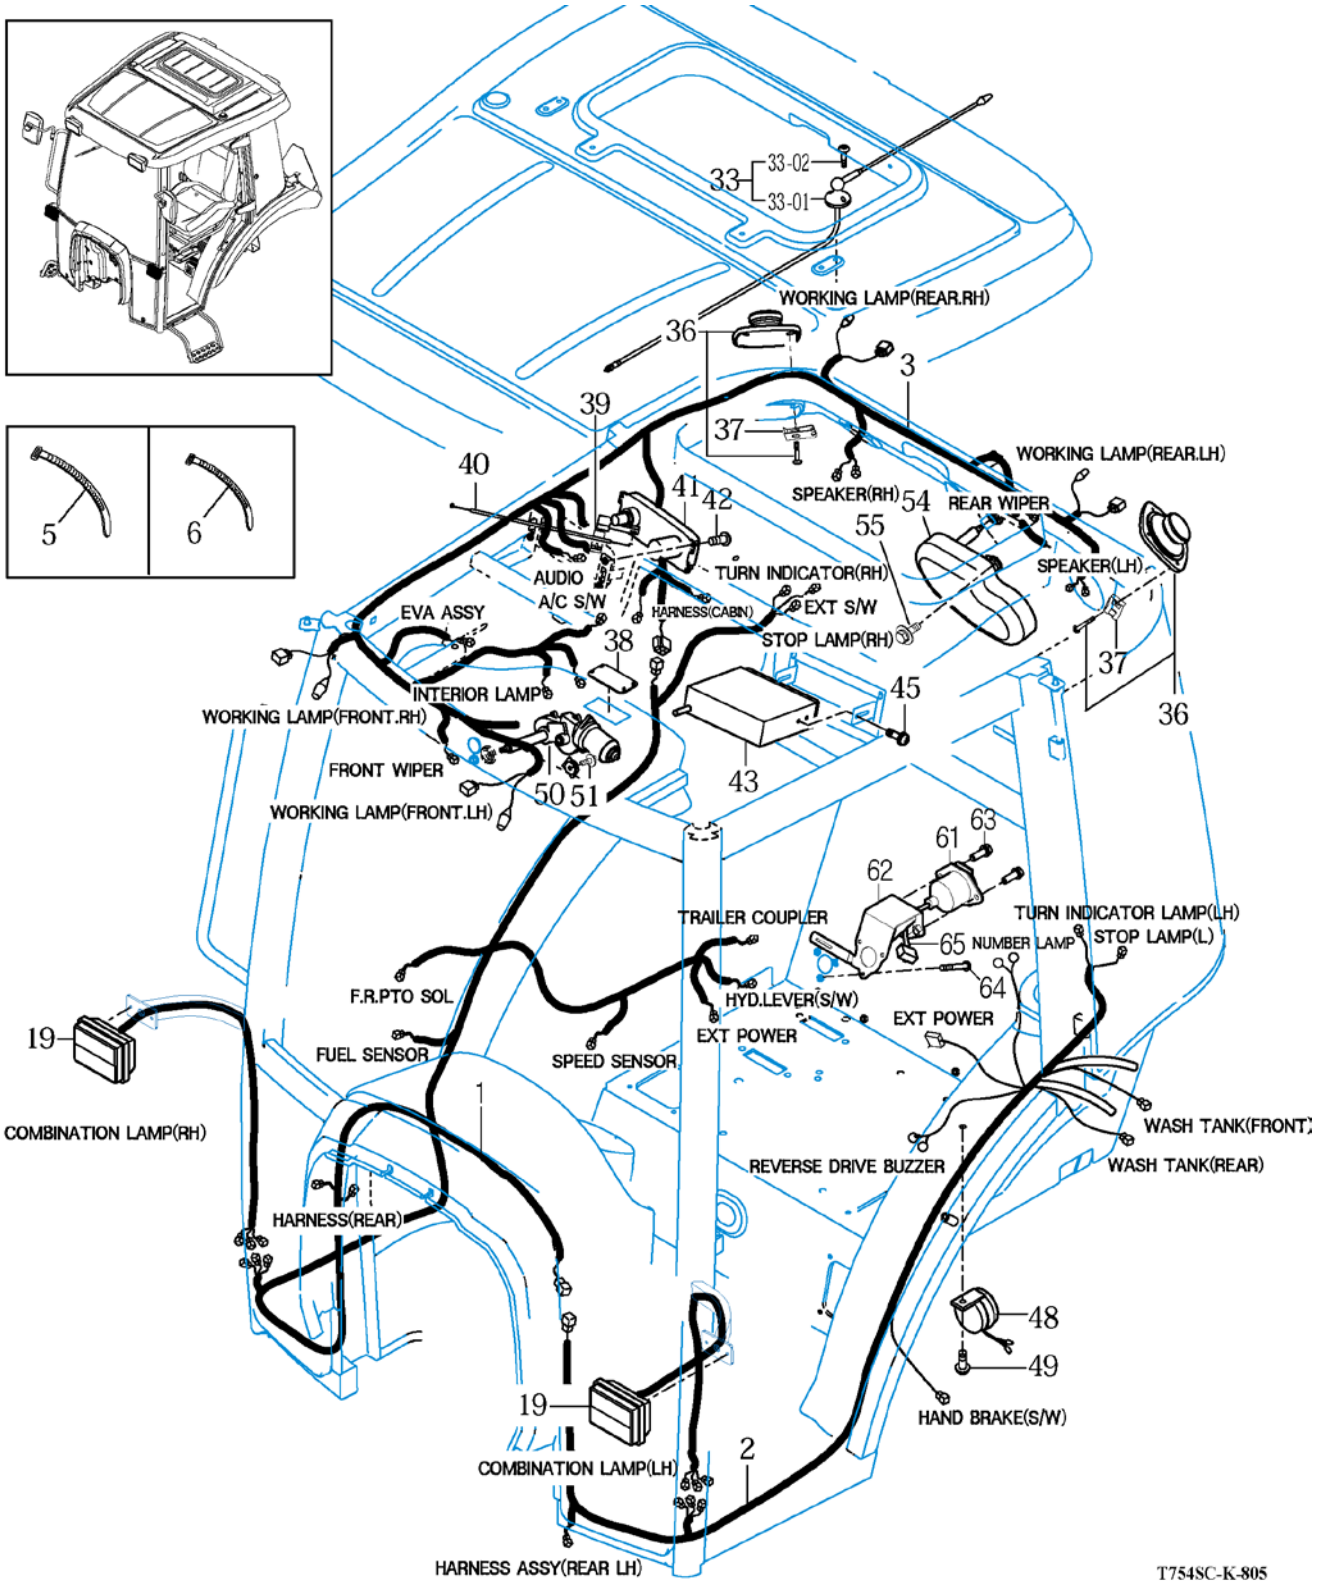 33-02
33
33-01
WORKING LAMP(REAR.RH)
36
3
39
37
WORKING LAMP(REAR.LH)
40
41
42
SPEAKER(RH)
54
REAR WIPER
5
6
55
SPEAKER(LH)
AUDIO
TURN INDICATOR(RH)
A/C S/W
EVA ASSY
HARNESS(CABIN)
EXT S/W
STOP LAMP(RH)
38
37
INTERIOR LAMP
45
36
WORKING LAMP(FRONT.RH)
FRONT WIPER
43
50
51
WORKING LAMP(FRONT.LH)
63
61
62
TRAILER COUPLER
TURN INDICATOR LAMP(LH)
65
NUMBER LAMP
STOP LAMP(L)
F.R.PTO SOL
HYD.LEVER(S/W)
64
EXT POWER
19
FUEL SENSOR
SPEED SENSOR
EXT POWER
1
COMBINATION LAMP(RH)
WASH TANK(FRONT)
REVERSE DRIVE BUZZER
WASH TANK(REAR)
HARNESS(REAR)
48
49
19
HAND BRAKE(S/W)
2
COMBINATION LAMP(LH)
HARNESS ASSY(REAR LH)
T754SC-K-805